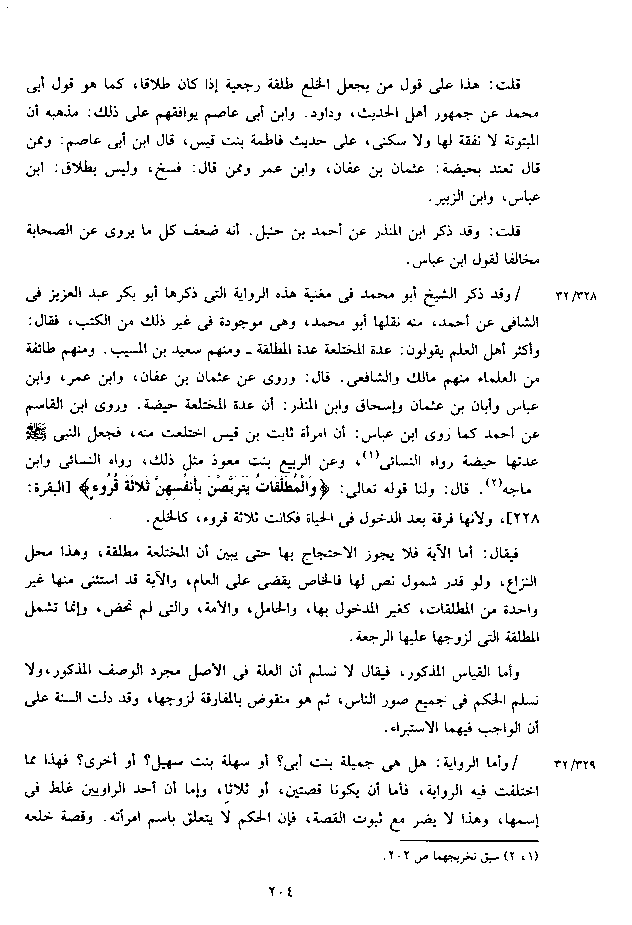 قلت: هذا على قول من يجعل الخلع طلقة رجعية إذا كان طلاقا، كما هو قول أبى
محمد عن جمهور أهل الحديث، وداود. وابن أبى عاصم يوافقهم على ذلك: مذهبه أن
المبتوتة لا نفقة لها ولا سكنى، على حديث فاطمة بنت قيس، قال ابن أبى عاصم: وممن
قال تعتد بحيضة: عثمان بن عفان، وابن عمر وممن قال: فسخ، وليس بطلاق: ابن
عباس، وابن الزبير.
قلت: وقد ذكر ابن المنذر عن أحمد بن حنبل. أنه ضعف كل ما يروى عن الصحابة
مخالفا لقول ابن عباس.
٣٢/٣٢٨ / وقد ذكر الشيخ أبو محمد فى مغنية هذه الرواية التى ذكرها أبو بكر عبد العزيز فى
الشافى عن أحمد، منه نقلها أبو محمد، وهى موجودة فى غير ذلك من الكتب، فقال:
وأكثر أهل العلم يقولون: عدة المختلعة عدة المطلقة ـ ومنهم سعيد بن المسيب. ومنهم طائفة
من العلماء منهم مالك والشافعى. قال: وروى عن عثمان بن عفان، وابن عمر، وابن
عباس وأبان بن عثمان وإسحاق وابن المنذر: أن عدة المختلعة حيضة. وروى ابن القاسم
عن أحمد كما روى ابن عباس: أن امرأة ثابت بن قيس اختلعت منه، فجعل النبى ﷺ
عدتها حيضة رواه النسائى(١)، وعن الربيع بنت معوذ مثل ذلك، رواه النسائى وابن
ماجه(٢). قال: ولنا قوله تعالى: ﴿وَالْمُطَلَّقَاتُ يَتَرَبَّصْنَ بِأَنفُسِهِنَّ ثَلاثَةَ قُرُوءٍ﴾ [البقرة:
٢٢٨]، ولأنها فرقة بعد الدخول فى الحياة فكانت ثلاثة قروء، كالخلع.
فيقال: أما الآية فلا يجوز الاحتجاج بها حتى يبين أن المختلعة مطلقة، وهذا محل
النزاع، ولو قدر شمول نص لها فالخاص يقضى على العام، والآية قد استثنى منها غير
واحدة من المطلقات، كغير المدخول بها، والحامل، والأمة، والتى لم تحض، وإنما تشمل
المطلقة التى لزوجها عليها الرجعة.
وأما القياس المذكور، فيقال لا نسلم أن العلة فى الأصل مجرد الوصف المذكور، ولا
نسلم الحكم فى جميع صور الناس، ثم هو منقوض بالمفارقة لزوجها، وقد دلت السنة على
أن الواجب فيهما الاستبراء.
٣٢/٣٢٩ / وأما الرواية: هل هى جميلة بنت أبى؟ أو سهلة بنت سهيل؟ أو أخرى؟ فهذا مما
اختلفت فيه الرواية، فأما أن يكونا قصتين، أو ثلاثا، وإما أن أحد الراويين غلط فى
إسمها، وهذا لا يضر مع ثبوت القصة، فإن الحكم لا يتعلق باسم امرأته. وقصة خلعه
(١، ٢) سبق تخريجهما ص ٢٠٢.
٢٠٤